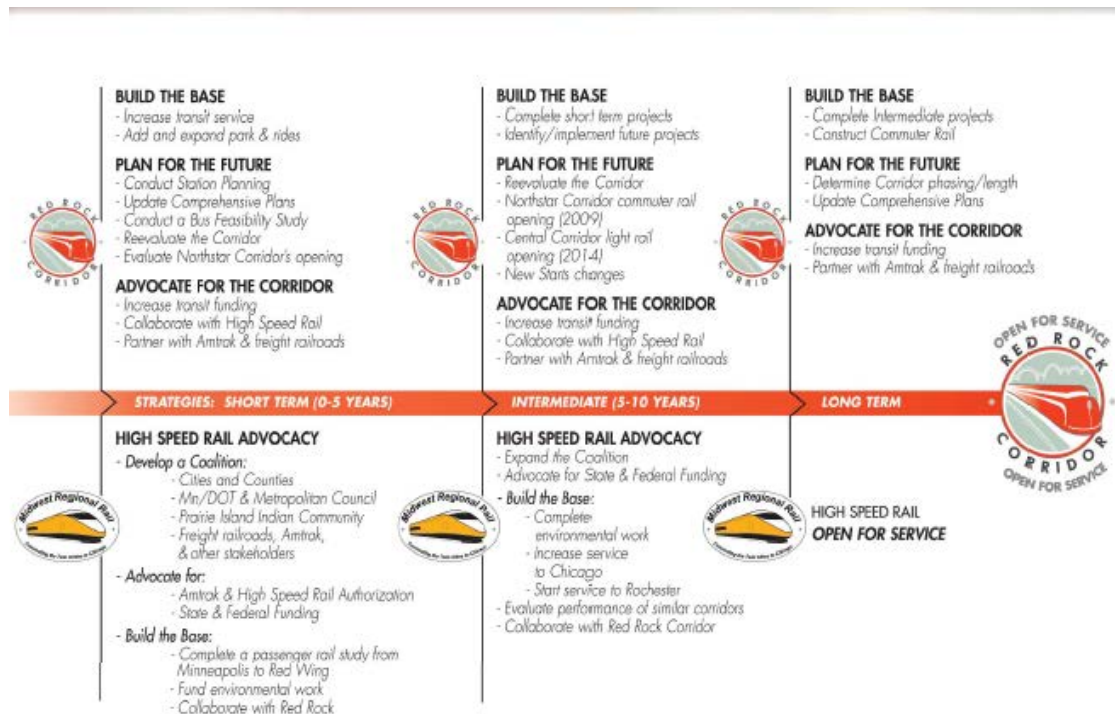 BUILD THE BASE
- Increase transit service
- Add and expand park & rides
PLAN FOR THE FUTURE
- Conduct Station Planning
- Update Comprehensive Plans
- Conduct a Bus Feasibility Study
- Reevaluate the Corridor
- Evaluate Northstar Corridor's opening
ADVOCATE FOR THE CORRIDOR
- Increase transit funding
- Collaborate with High Speed Rail
- Partner with Amtrak & freight railroads
RED ROCK
CORRIDOR
BUILD THE BASE
- Complete short term projects
- Identify/implement future projects
PLAN FOR THE FUTURE
- Reevaluate the Corridor
- Northstar Corridor commuter rail
opening (2009)
- Central Corridor light rail
opening (2014)
- New Starts changes
ADVOCATE FOR THE CORRIDOR
- Increase transit funding
- Collaborate with High Speed Rail
- Partner with Amtrak & freight railroads
RED ROCK
CORRIDOR
BUILD THE BASE
- Complete Intermediate projects
- Construct Commuter Rail
PLAN FOR THE FUTURE
- Determine Corridor phasing/length
- Update Comprehensive Plans
ADVOCATE FOR THE CORRIDOR
- Increase transit funding
- Partner with Amtrak & freight railroads
RED ROCK
CORRIDOR
STRATEGIES: SHORT TERM (0-5 YEARS)
INTERMEDIATE (5-10 YEARS)
LONG TERM
OPEN FOR SERVICE
RED ROCK
CORRIDOR
OPEN FOR SERVICE
HIGH SPEED RAIL ADVOCACY
- Develop a Coalition:
- Cities and Counties
- Mn/DOT & Metropolitan Council
- Prairie Island Indian Community
- Freight railroads, Amtrak,
& other stakeholders
- Advocate for:
- Amtrak & High Speed Rail Authorization
- State & Federal Funding
- Build the Base:
- Complete a passenger rail study from
Minneapolis to Red Wing
- Fund environmental work
- Collaborate with Red Rock
Midwest Regional Rail
HIGH SPEED RAIL ADVOCACY
- Expand the Coalition
- Advocate for State & Federal Funding
- Build the Base:
- Complete
environmental work
- Increase service
to Chicago
- Start service to Rochester
- Evaluate performance of similar corridors
- Collaborate with Red Rock Corridor
Midwest Regional Rail
HIGH SPEED RAIL
OPEN FOR SERVICE
Midwest Regional Rail